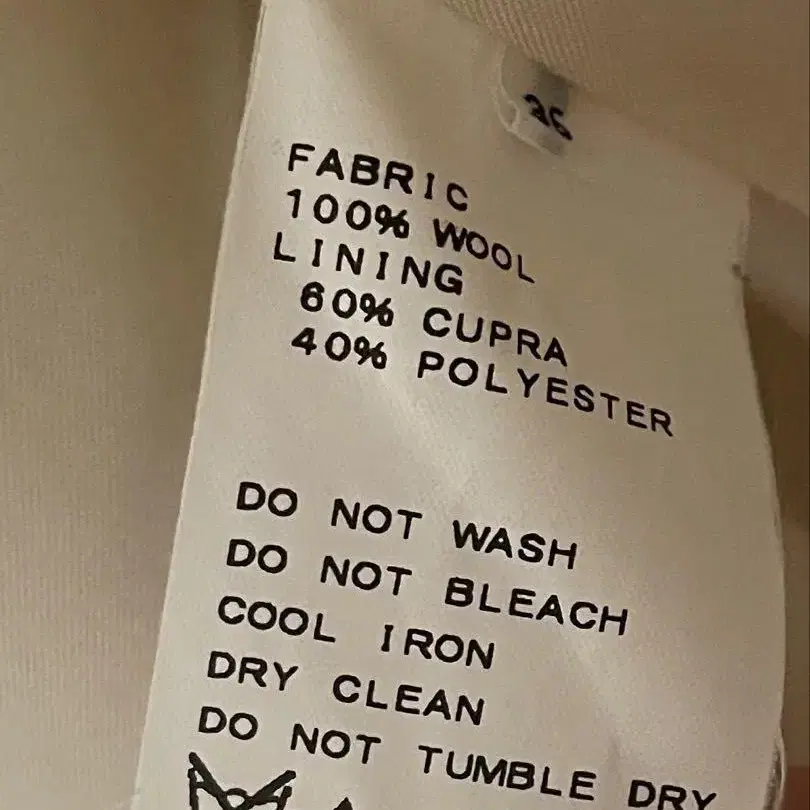 36
FABRIC
100% WOOL
LINING
60% CUPRA
40% POLYESTER
DO NOT WASH
DO NOT BLEACH
COOL IRON
DRY CLEAN
DO NOT TUMBLE DRY